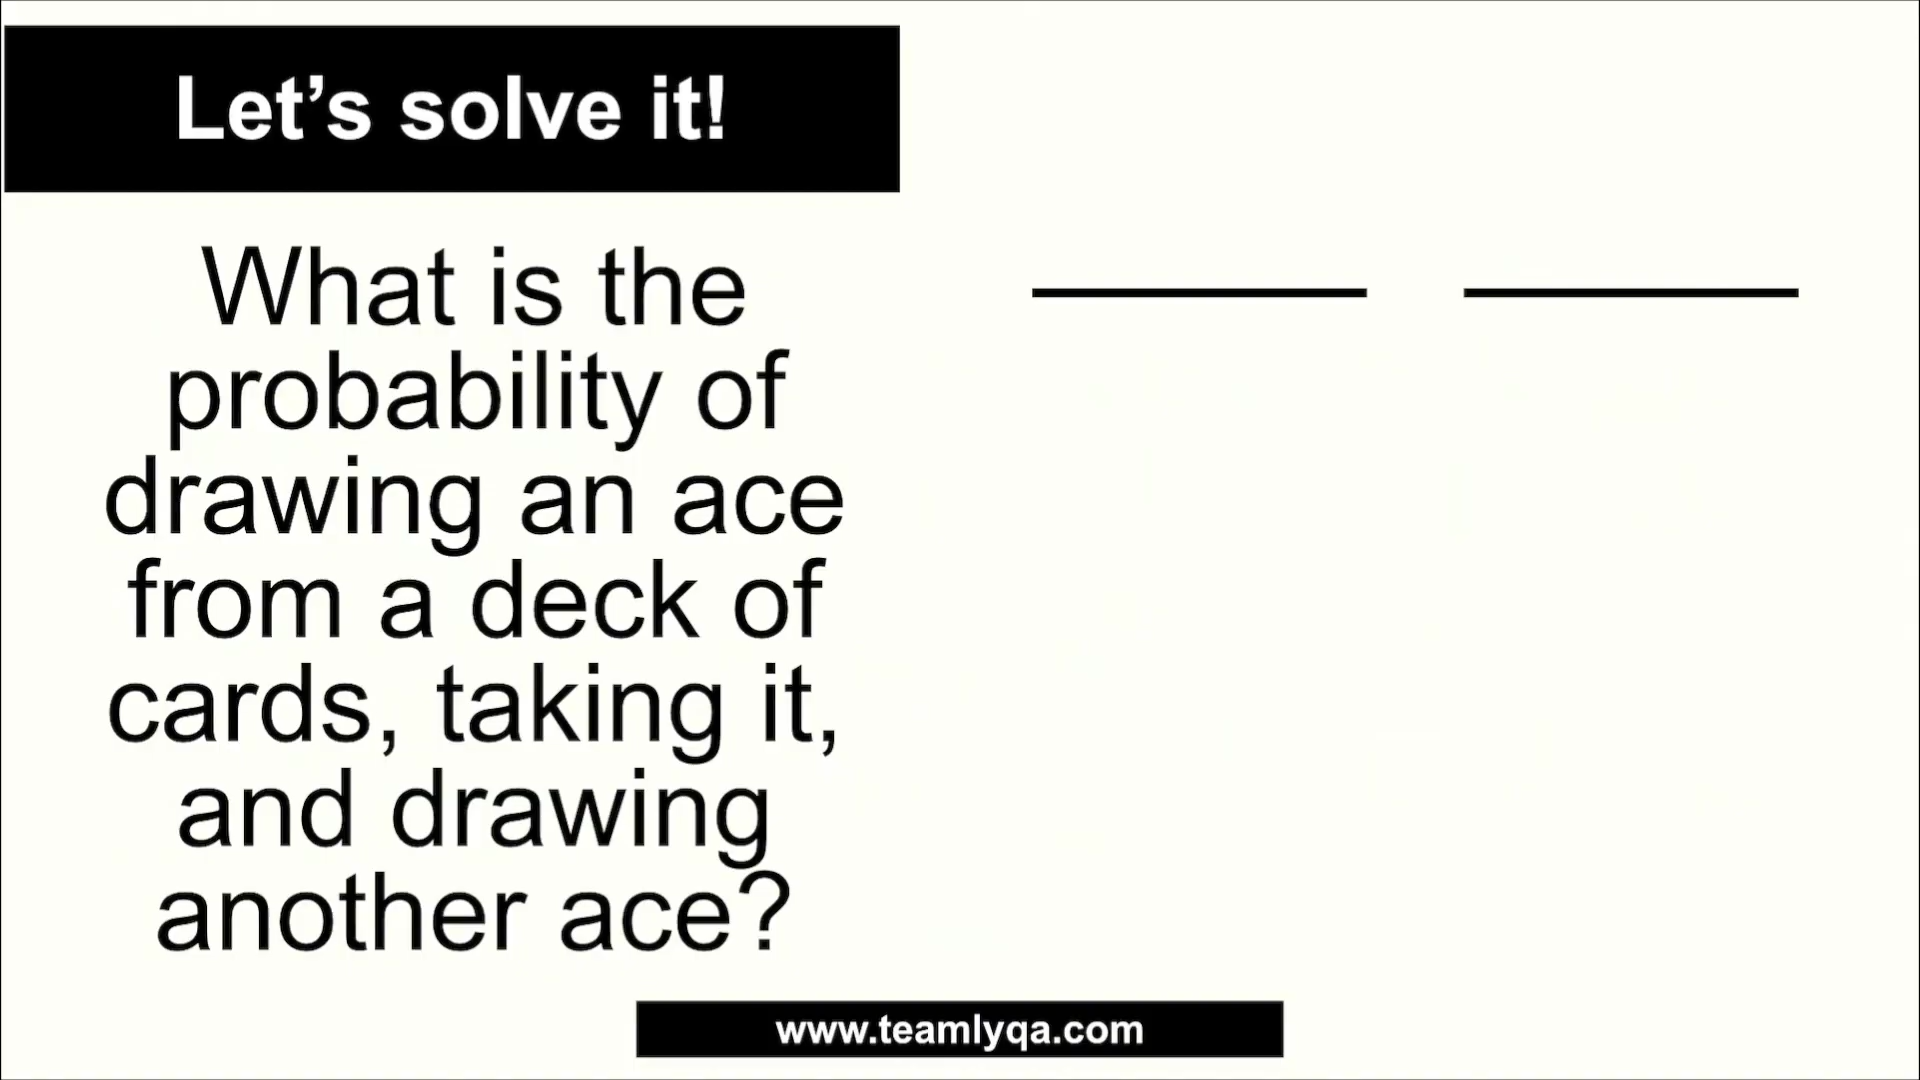 Let’s solve it!
What is the
probability of
drawing an ace
from a deck of
cards, taking it,
and drawing
another ace?
www.teamlyqa.com